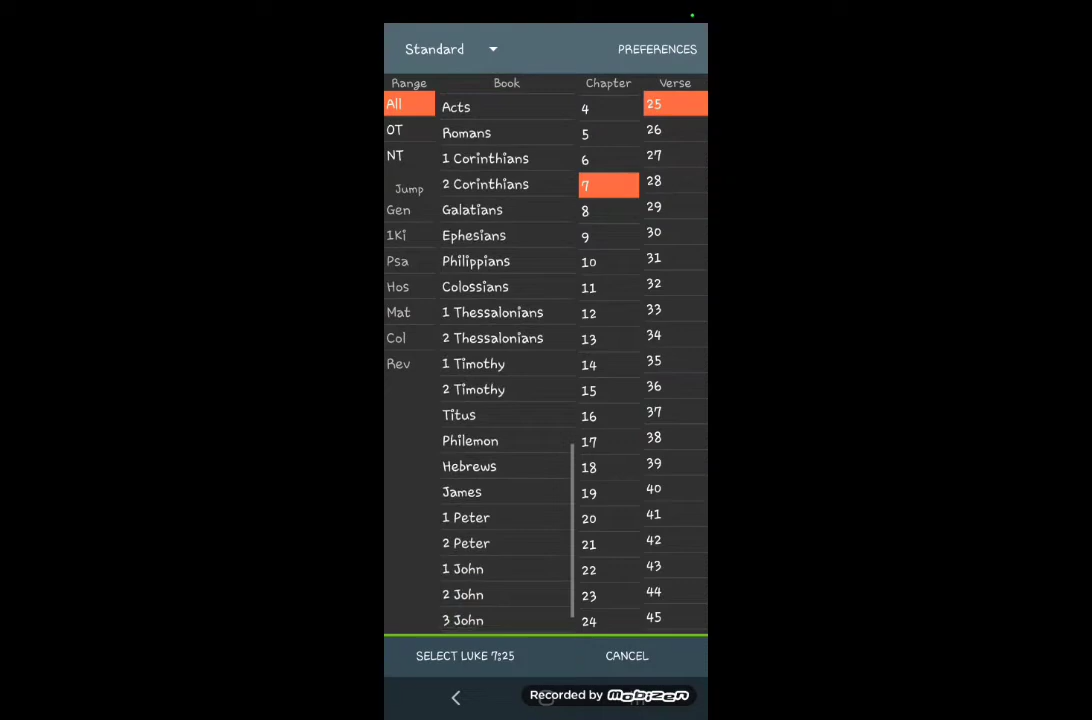 Standard PREFERENCES
Range Book Chapter Verse
All Acts 4 25
OT Romans 5 26
NT 1 Corinthians 6 27
Jump 2 Corinthians 7 28
Gen Galatians 8 29
1Ki Ephesians 9 30
Psa Philippians 10 31
Hos Colossians 11 32
Mat 1 Thessalonians 12 33
Col 2 Thessalonians 13 34
Rev 1 Timothy 14 35
2 Timothy 15 36
Titus 16 37
Philemon 17 38
Hebrews 18 39
James 19 40
1 Peter 20 41
2 Peter 21 42
1 John 22 43
2 John 23 44
3 John 24 45
SELECT LUKE 7:25 CANCEL
Recorded by Mobizen